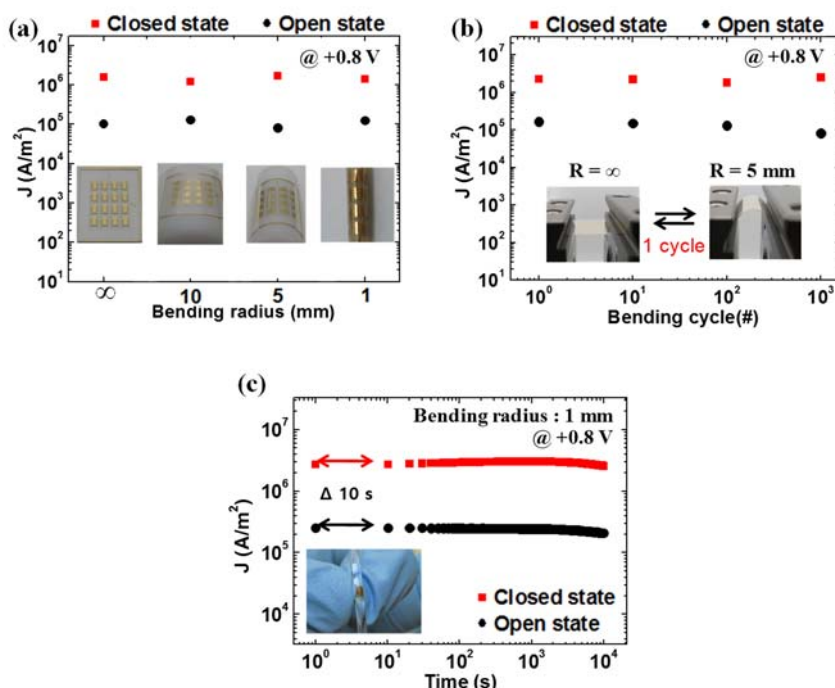 (a)
Closed state
Open state
@ +0.8 V
J (A/m²)
10⁷
10⁶
10⁵
10⁴
10³
10²
10¹
∞
10
5
1
Bending radius (mm)
(b)
Closed state
Open state
@ +0.8 V
J (A/m²)
10⁷
10⁶
10⁵
10⁴
10³
10²
10¹
R = ∞
R = 5 mm
1 cycle
10⁰
10¹
10²
10³
Bending cycle(#)
(c)
Bending radius : 1 mm
@ +0.8 V
J (A/m²)
10⁷
10⁶
10⁵
10⁴
Δ 10 s
Closed state
Open state
10⁰
10¹
10²
10³
10⁴
Time (s)